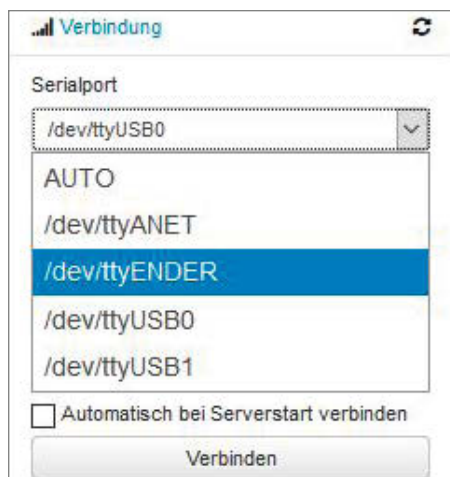 Verbindung
Serialport
/dev/ttyUSB0
AUTO
/dev/ttyANET
/dev/ttyENDER
/dev/ttyUSB0
/dev/ttyUSB1
Automatisch bei Serverstart verbinden
Verbinden